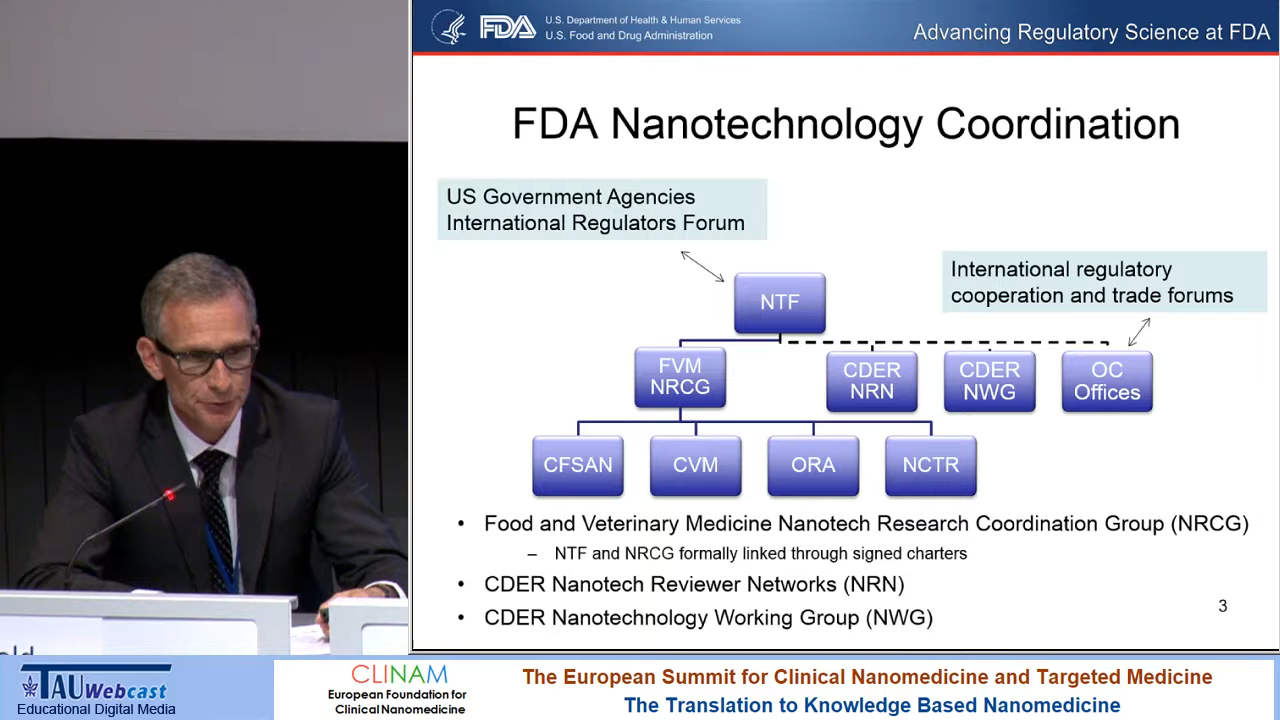 FDA
U.S. Department of Health & Human Services
U.S. Food and Drug Administration
Advancing Regulatory Science at FDA
FDA Nanotechnology Coordination
US Government Agencies
International Regulators Forum
International regulatory
cooperation and trade forums
NTF
FVM
NRCG
CDER
NRN
CDER
NWG
OC
Offices
CFSAN
CVM
ORA
NCTR
• Food and Veterinary Medicine Nanotech Research Coordination Group (NRCG)
– NTF and NRCG formally linked through signed charters
• CDER Nanotech Reviewer Networks (NRN)
• CDER Nanotechnology Working Group (NWG)
3
TAU Webcast
Educational Digital Media
CLINAM
European Foundation for
Clinical Nanomedicine
The European Summit for Clinical Nanomedicine and Targeted Medicine
The Translation to Knowledge Based Nanomedicine